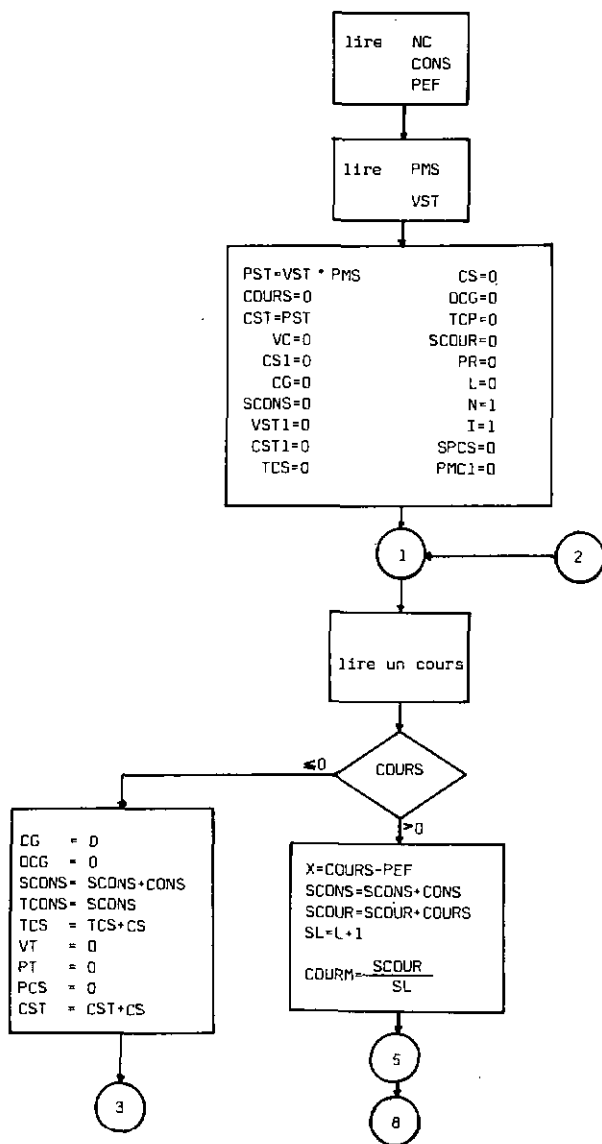 lire NC
CONS
PEF
lire PMS
VST
PST=VST * PMS CS=0
COURS=0 DCG=0
CST=PST TCP=0
VC=0 SCOUR=0
CS1=0 PR=0
CG=0 L=0
SCONS=0 N=1
VST1=0 I=1
CST1=0 SPCS=0
TCS=0 PMC1=0
1 2
lire un cours
≤0 COURS
>0
CG = 0
DCG = 0
SCONS= SCONS+CONS
TCONS= SCONS
TCS = TCS+CS
VT = 0
PT = 0
PCS = 0
CST = CST+CS
X=COURS-PEF
SCONS=SCONS+CONS
SCOUR=SCOUR+COURS
SL=L+1
COURM= SCOUR
SL
3
5
8